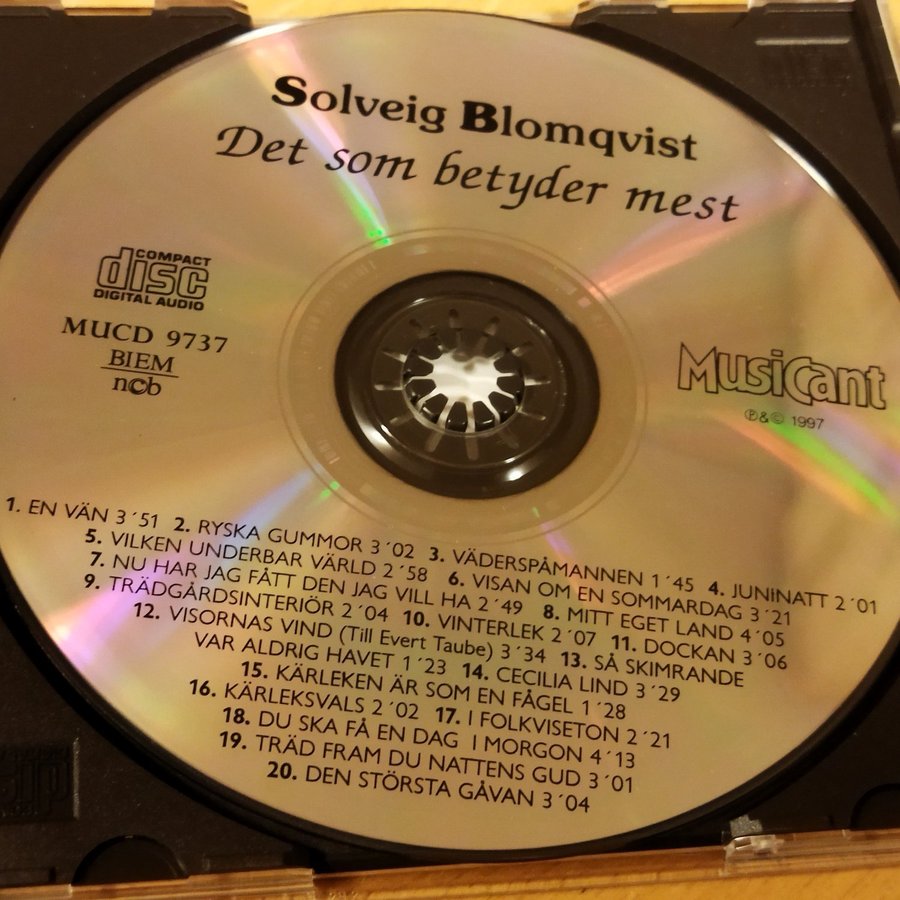 Solveig Blomqvist
Det som betyder mest
COMPACT
disc
DIGITAL AUDIO
MUCD 9737
BIEM
ncb
MusiCant
℗&© 1997
1. EN VÄN 3´51 2. RYSKA GUMMOR 3´02 3. VÄDERSPÅMANNEN 1´45 4. JUNINATT 2´01
5. VILKEN UNDERBAR VÄRLD 2´58 6. VISAN OM EN SOMMARDAG 3´21
7. NU HAR JAG FÅTT DEN JAG VILL HA 2´49 8. MITT EGET LAND 4´05
9. TRÄDGÅRDSINTERIÖR 2´04 10. VINTERLEK 2´07 11. DOCKAN 3´06
12. VISORNAS VIND (Till Evert Taube) 3´34 13. SÅ SKIMRANDE
VAR ALDRIG HAVET 1´23 14. CECILIA LIND 3´29
15. KÄRLEKEN ÄR SOM EN FÅGEL 1´28
16. KÄRLEKSVALS 2´02 17. I FOLKVISETON 2´21
18. DU SKA FÅ EN DAG I MORGON 4´13
19. TRÄD FRAM DU NATTENS GUD 3´01
20. DEN STÖRSTA GÅVAN 3´04